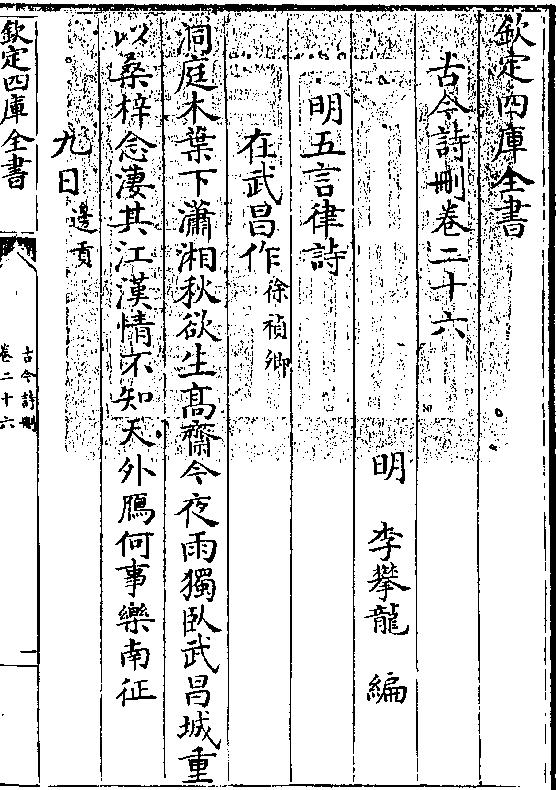 欽定四庫全書
古今詩刪卷二十六
明 李攀龍 編
明五言律詩
在武昌作徐禎卿
洞庭木葉下瀟湘秋欲生髙齋今夜雨獨臥武昌城重
以桑梓念淒其江漢情不知天外鴈何事樂南征
九日邊貢
欽定四庫全書
古今詩刪
卷二十六
一